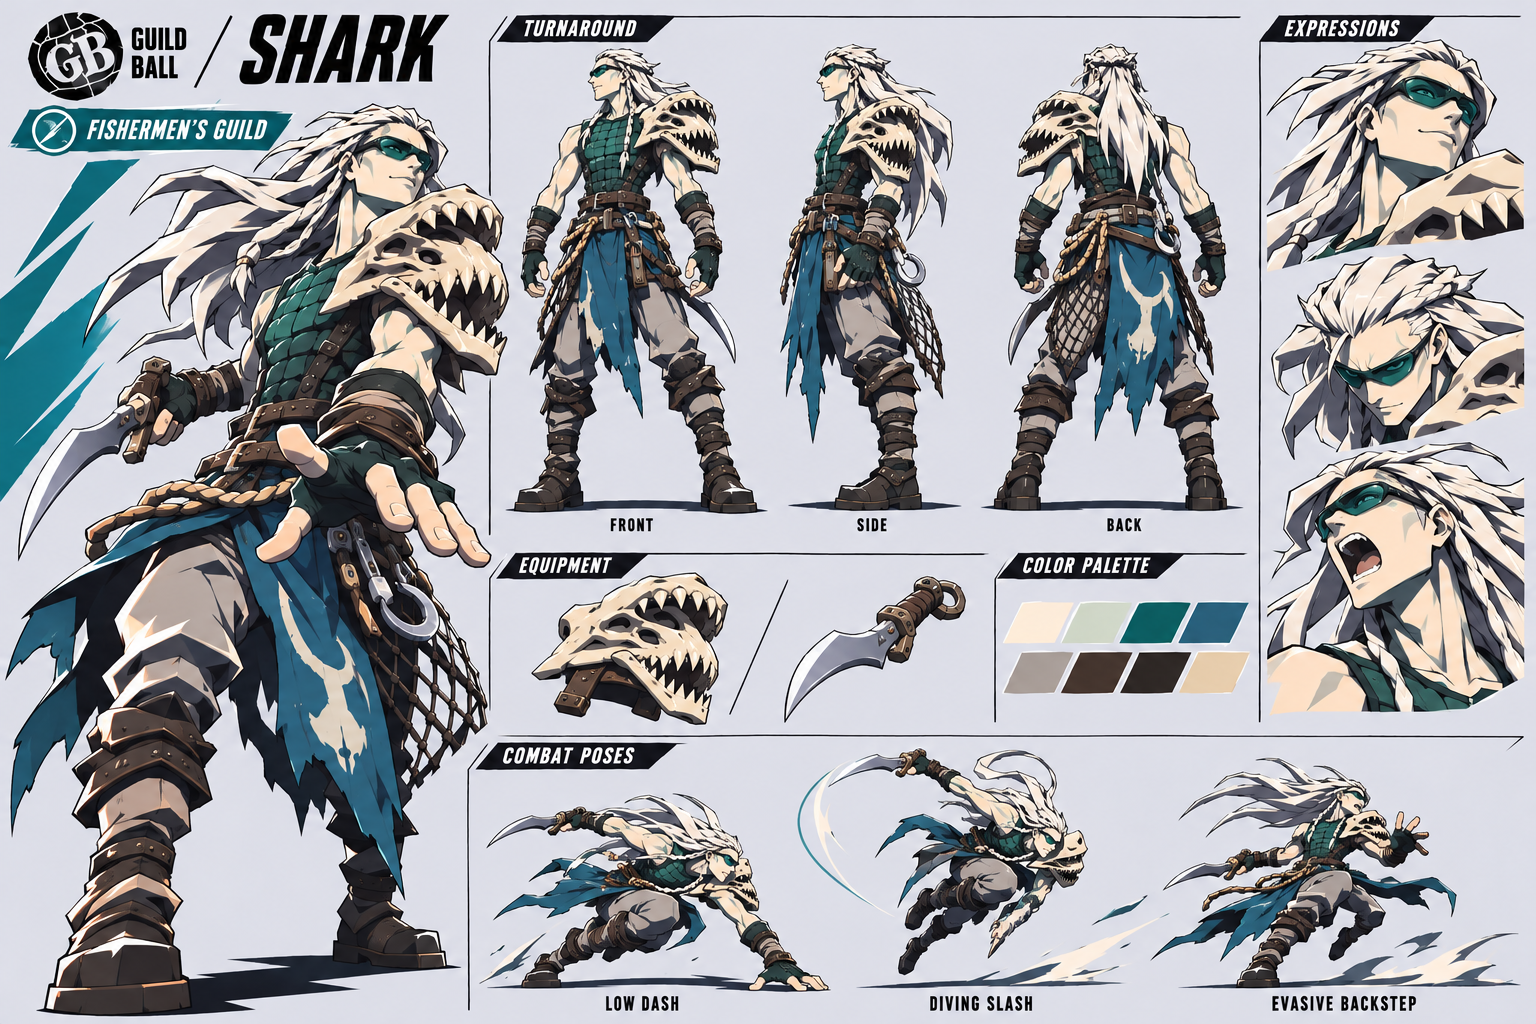 GB
GUILD
BALL
SHARK
FISHERMEN'S GUILD
TURNAROUND
FRONT
SIDE
BACK
EXPRESSIONS
EQUIPMENT
COLOR PALETTE
COMBAT POSES
LOW DASH
DIVING SLASH
EVASIVE BACKSTEP